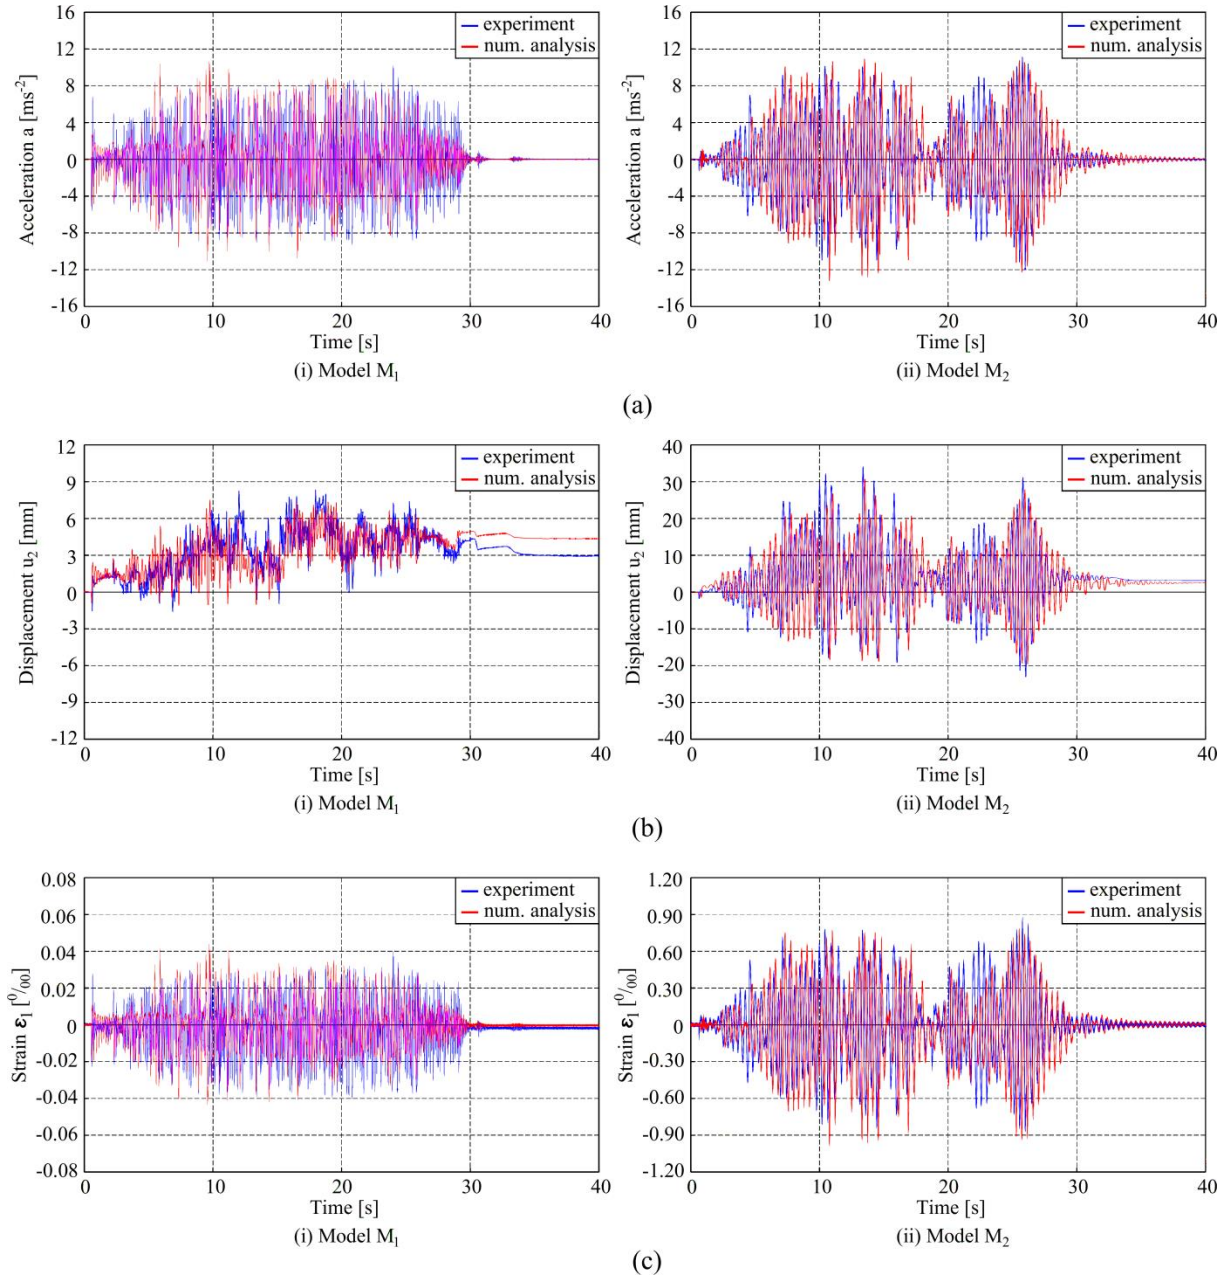 16
12
8
4
0
-4
-8
-12
-16
Acceleration a [ms-2]
experiment
num. analysis
0 10 20 30 40
Time [s]
(i) Model M1
16
12
8
4
0
-4
-8
-12
-16
Acceleration a [ms-2]
experiment
num. analysis
0 10 20 30 40
Time [s]
(ii) Model M2
(a)
12
9
6
3
0
-3
-6
-9
-12
Displacement u2 [mm]
experiment
num. analysis
0 10 20 30 40
Time [s]
(i) Model M1
40
30
20
10
0
-10
-20
-30
-40
Displacement u2 [mm]
experiment
num. analysis
0 10 20 30 40
Time [s]
(ii) Model M2
(b)
0.08
0.06
0.04
0.02
0
-0.02
-0.04
-0.06
-0.08
Strain ε1 [0/00]
experiment
num. analysis
0 10 20 30 40
Time [s]
(i) Model M1
1.20
0.90
0.60
0.30
0
-0.30
-0.60
-0.90
-1.20
Strain ε1 [0/00]
experiment
num. analysis
0 10 20 30 40
Time [s]
(ii) Model M2
(c)